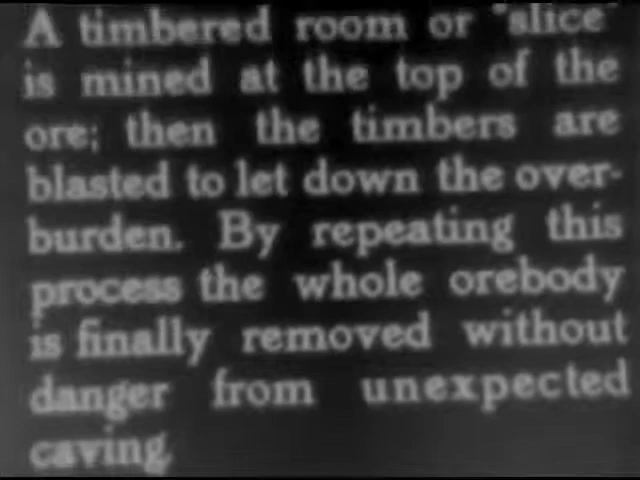 A timbered room or "slice"
is mined at the top of the
ore; then the timbers are
blasted to let down the over-
burden. By repeating this
process the whole orebody
is finally removed without
danger from unexpected
caving.